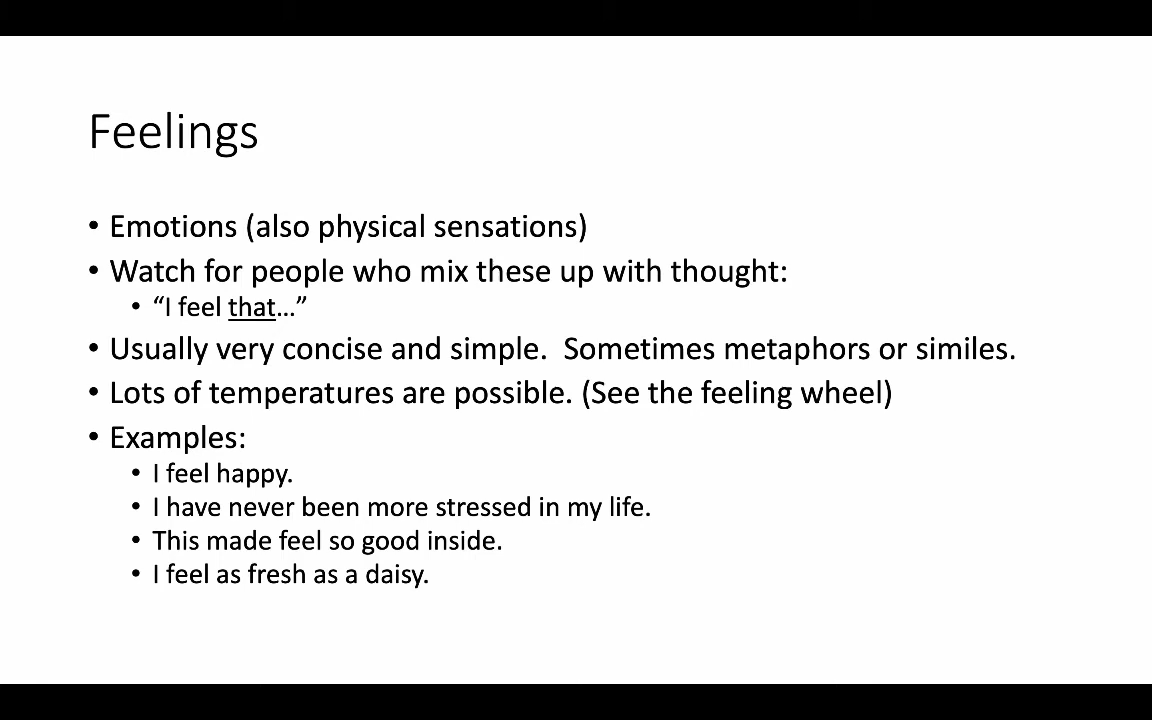 Feelings
• Emotions (also physical sensations)
• Watch for people who mix these up with thought:
• “I feel that…”
• Usually very concise and simple.  Sometimes metaphors or similes.
• Lots of temperatures are possible. (See the feeling wheel)
• Examples:
• I feel happy.
• I have never been more stressed in my life.
• This made feel so good inside.
• I feel as fresh as a daisy.